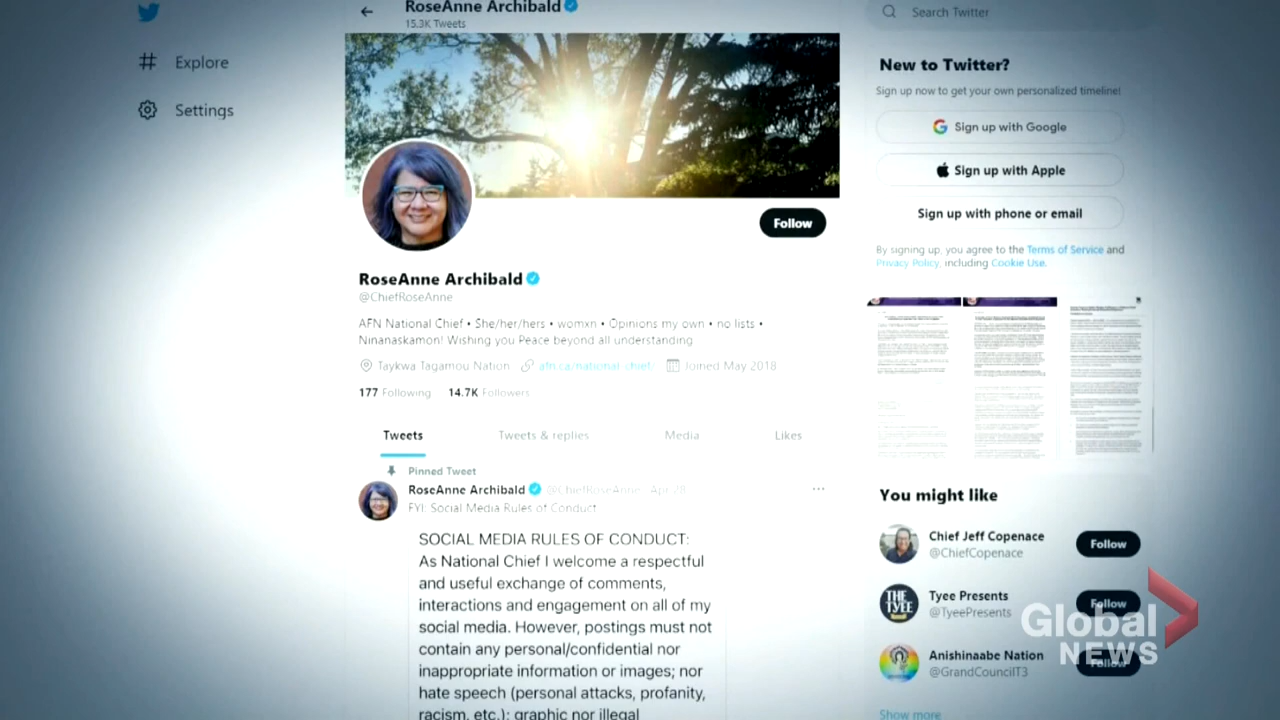 RoseAnne Archibald
15.3K Tweets
Explore
Settings
Follow
RoseAnne Archibald
@ChiefRoseAnne
AFN National Chief • She/her/hers • womxn • Opinions my own • no lists •
Ninanaskamon! Wishing you Peace beyond all understanding
Taykwa Tagamou Nation afn.ca/national-chief Joined May 2018
177 Following 14.7K Followers
Tweets Tweets & replies Media Likes
Pinned Tweet
RoseAnne Archibald @ChiefRoseAnne · Apr 28
FYI: Social Media Rules of Conduct
SOCIAL MEDIA RULES OF CONDUCT:
As National Chief I welcome a respectful
and useful exchange of comments,
interactions and engagement on all of my
social media. However, postings must not
contain any personal/confidential nor
inappropriate information or images; nor
hate speech (personal attacks, profanity,
racism, etc.); graphic nor illegal
Search Twitter
New to Twitter?
Sign up now to get your own personalized timeline!
Sign up with Google
Sign up with Apple
Sign up with phone or email
By signing up, you agree to the Terms of Service and
Privacy Policy, including Cookie Use.
You might like
Chief Jeff Copenace
@ChiefCopenace
Follow
THE
TYEE
Tyee Presents
@TyeePresents
Follow
Anishinaabe Nation
@GrandCouncilT3
Follow
Show more
Global
NEWS